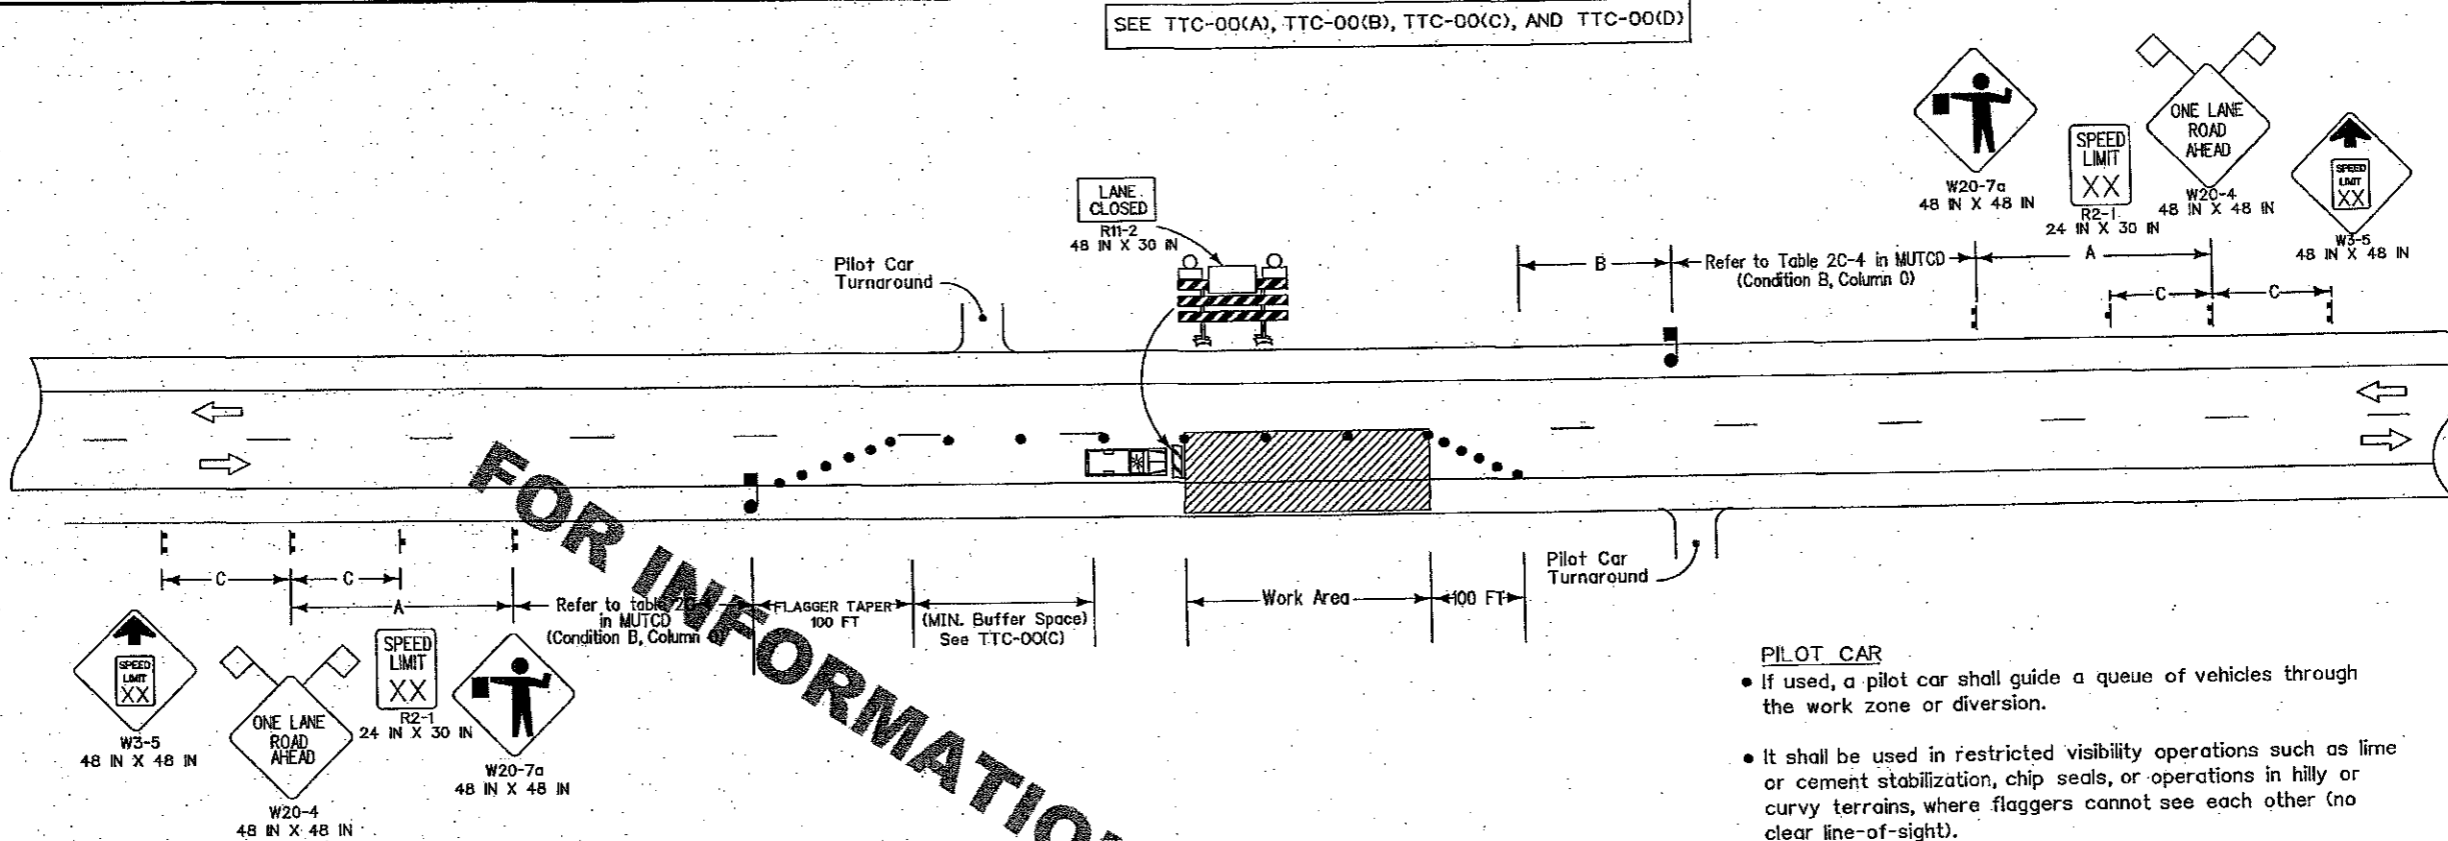 SEE TTC-00(A), TTC-00(B), TTC-00(C), AND TTC-00(D)
ONE LANE
ROAD
AHEAD
W20-4
48 IN X 48 IN
SPEED
LIMIT
XX
R2-1
24 IN X 30 IN
W20-7a
48 IN X 48 IN
SPEED
LIMIT
XX
W3-5
48 IN X 48 IN
LANE
CLOSED
R11-2
48 IN X 30 IN
Pilot Car
Turnaround
B
Refer to Table 2C-4 in MUTCD
(Condition B, Column 0)
A
C
C
C
C
A
Refer to table 2C
in MUTCD
(Condition B, Column 0)
FLAGGER TAPER
100 FT
(MIN. Buffer Space)
See TTC-00(C)
Work Area
100 FT
Pilot Car
Turnaround
SPEED
LIMIT
XX
W3-5
48 IN X 48 IN
ONE LANE
ROAD
AHEAD
W20-4
48 IN X 48 IN
SPEED
LIMIT
XX
R2-1
24 IN X 30 IN
W20-7a
48 IN X 48 IN
FOR INFORMATION
PILOT CAR
• If used, a pilot car shall guide a queue of vehicles through
the work zone or diversion.
• It shall be used in restricted visibility operations such as lime
or cement stabilization, chip seals, or operations in hilly or
curvy terrains, where flaggers cannot see each other (no
clear line-of-sight).